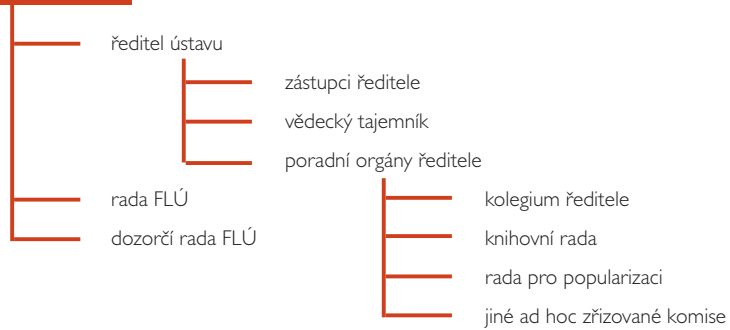 ředitel ústavu
zástupci ředitele
vědecký tajemník
poradní orgány ředitele
rada FLÚ
kolegium ředitele
dozorčí rada FLÚ
knihovní rada
rada pro popularizaci
jiné ad hoc zřizované komise